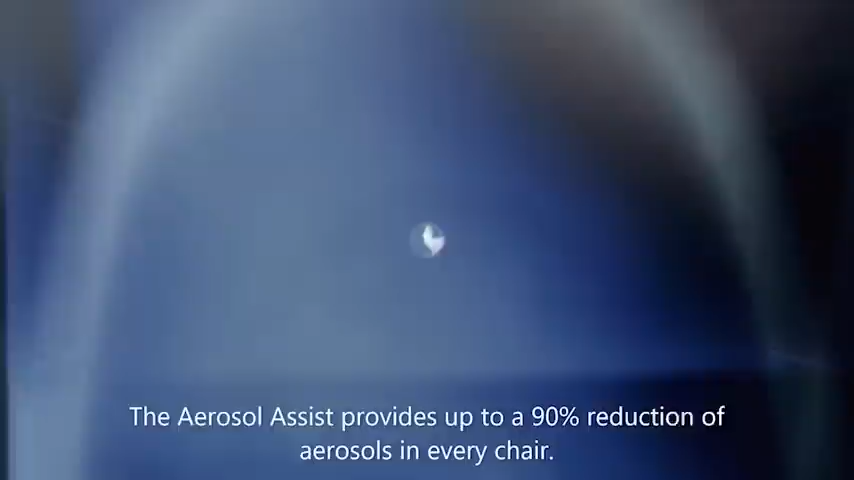 The Aerosol Assist provides up to a 90% reduction of
aerosols in every chair.